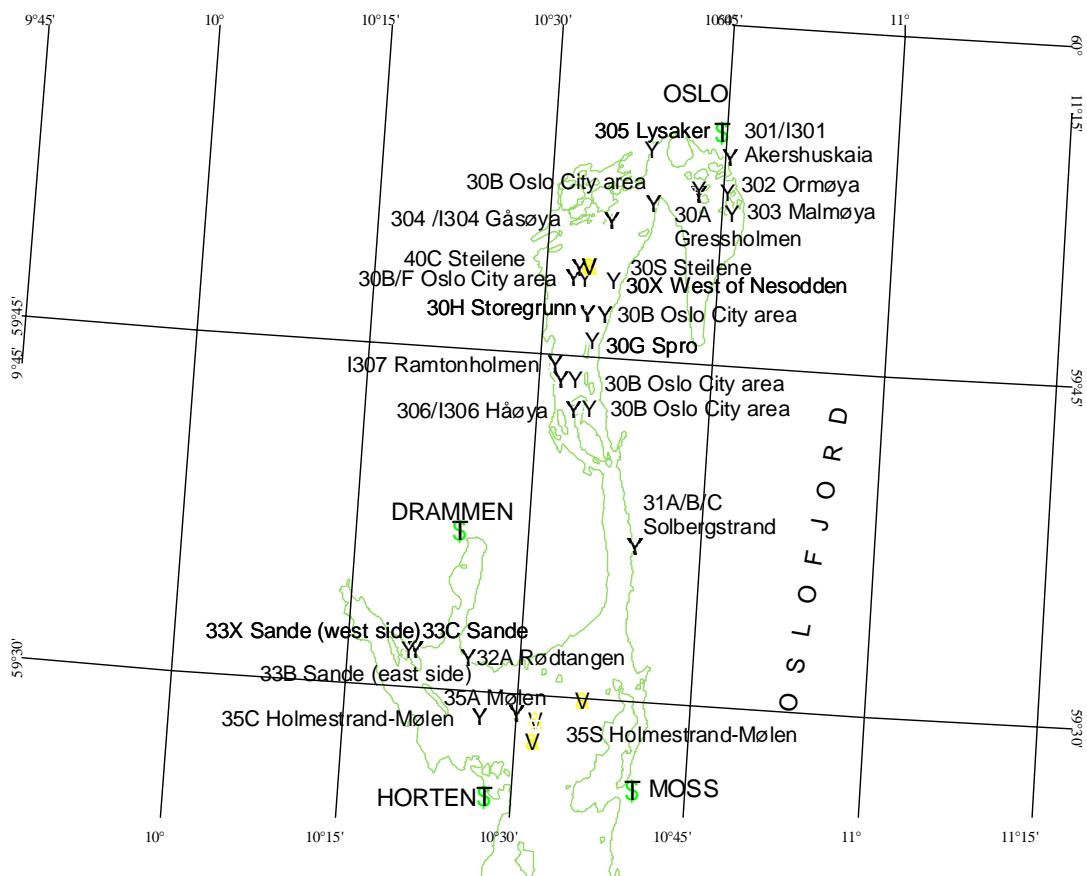 9°45'
10°
10°15'
10°30'
10°45'
11°
60°
11°15'
OSLO
305 Lysaker
301/I301
Akershuskaia
30B Oslo City area
302 Ormøya
304 /I304 Gåsøya
30A
Gressholmen
303 Malmøya
40C Steilene
30S Steilene
30B/F Oslo City area
30X West of Nesodden
30H Storegrunn
30B Oslo City area
59°45'
9°45'
30G Spro
I307 Ramtonholmen
30B Oslo City area
59°45'
306/I306 Håøya
30B Oslo City area
OSLOFJORD
31A/B/C
Solbergstrand
DRAMMEN
33X Sande (west side)
33C Sande
59°30'
32A Rødtangen
33B Sande (east side)
35A Mølen
35C Holmestrand-Mølen
35S Holmestrand-Mølen
59°30'
HORTEN
MOSS
10°
10°15'
10°30'
10°45'
11°
11°15'